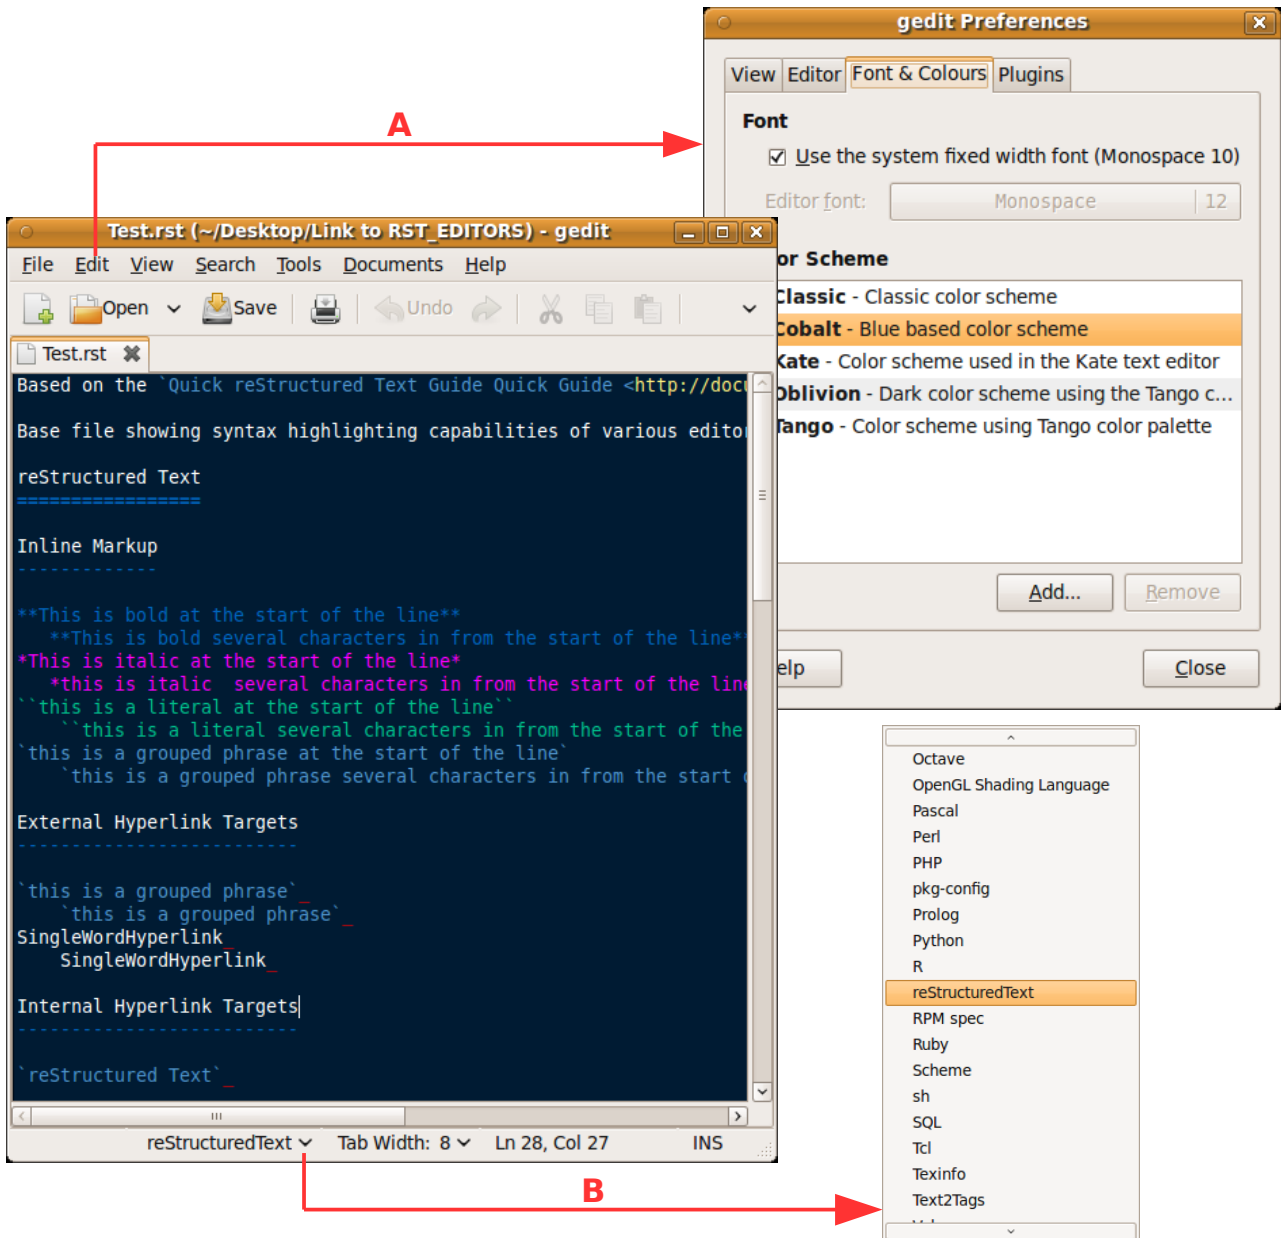 gedit Preferences
View Editor Font & Colours Plugins
Font
Use the system fixed width font (Monospace 10)
Editor font: Monospace 12
or Scheme
Classic - Classic color scheme
Cobalt - Blue based color scheme
Kate - Color scheme used in the Kate text editor
Oblivion - Dark color scheme using the Tango c...
Tango - Color scheme using Tango color palette
Add... Remove
elp Close
A
Test.rst (~/Desktop/Link to RST_EDITORS) - gedit
File Edit View Search Tools Documents Help
Open Save Undo
Test.rst
Based on the `Quick reStructured Text Guide Quick Guide <http://docu
Base file showing syntax highlighting capabilities of various editor
reStructured Text
=================
Inline Markup
-------------
**This is bold at the start of the line**
**This is bold several characters in from the start of the line**
*This is italic at the start of the line*
*this is italic  several characters in from the start of the line
``this is a literal at the start of the line``
``this is a literal several characters in from the start of the
`this is a grouped phrase at the start of the line`
`this is a grouped phrase several characters in from the start o
External Hyperlink Targets
--------------------------
`this is a grouped phrase`_
`this is a grouped phrase`_
SingleWordHyperlink_
SingleWordHyperlink_
Internal Hyperlink Targets
--------------------------
`reStructured Text`_
reStructuredText Tab Width: 8 Ln 28, Col 27 INS
B
Octave
OpenGL Shading Language
Pascal
Perl
PHP
pkg-config
Prolog
Python
R
reStructuredText
RPM spec
Ruby
Scheme
sh
SQL
Tcl
Texinfo
Text2Tags